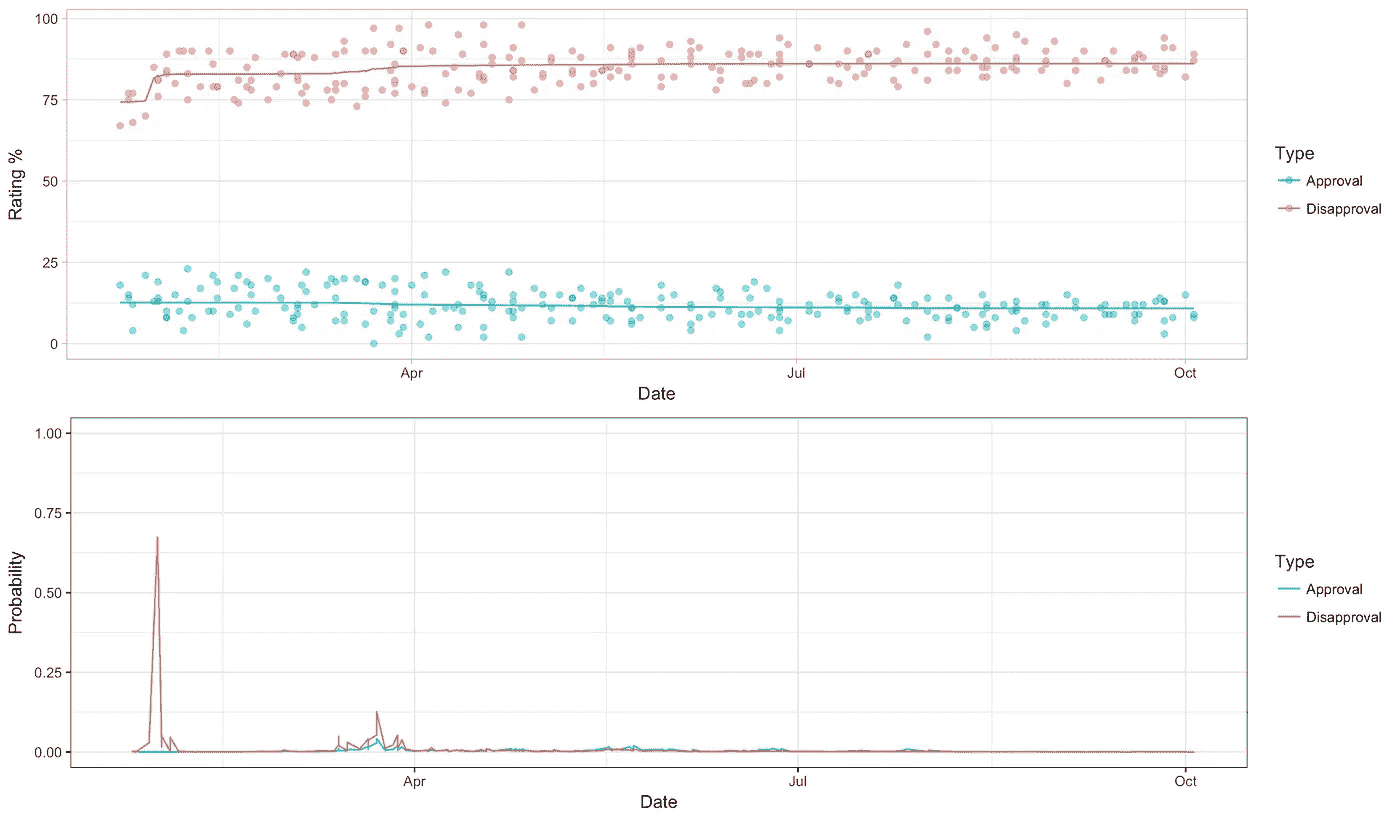 100
75
50
25
0
Rating %
Apr
Jul
Oct
Date
Type
Approval
Disapproval
1.00
0.75
0.50
0.25
0.00
Probability
Apr
Jul
Oct
Date
Type
Approval
Disapproval